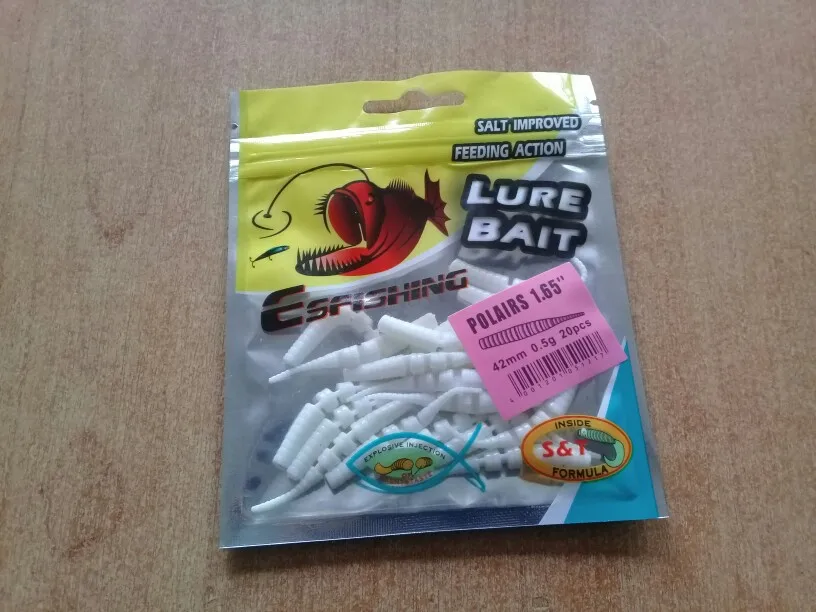 SALT IMPROVED
FEEDING ACTION
LURE
BAIT
ESFISHING
POLAIRS 1.65"
42mm 0.5g 20pcs
EXPLOSIVE INJECTION
INSIDE
S&T
FORMULA